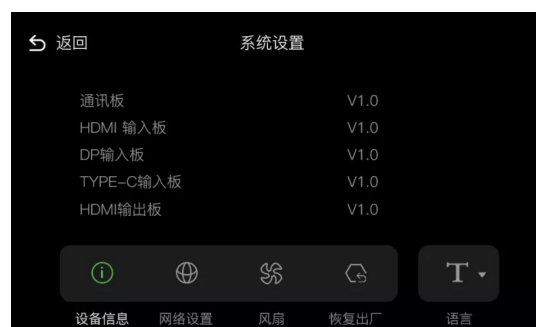 返回 系统设置
通讯板 V1.0
HDMI 输入板 V1.0
DP输入板 V1.0
TYPE-C输入板 V1.0
HDMI输出板 V1.0
T
设备信息 网络设置 风扇 恢复出厂 语言